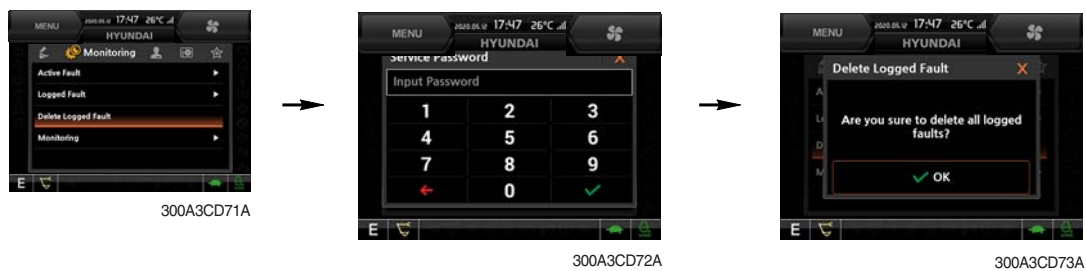 MENU
2020.05.12 17:47 26°C
HYUNDAI
Monitoring
Active Fault
Logged Fault
Delete Logged Fault
Monitoring
E
300A3CD71A
MENU
2020.05.12 17:47 26°C
HYUNDAI
Service Password X
Input Password
1 2 3
4 5 6
7 8 9
0
E
300A3CD72A
MENU
2020.05.12 17:47 26°C
HYUNDAI
Delete Logged Fault X
Are you sure to delete all logged
faults?
OK
E
300A3CD73A